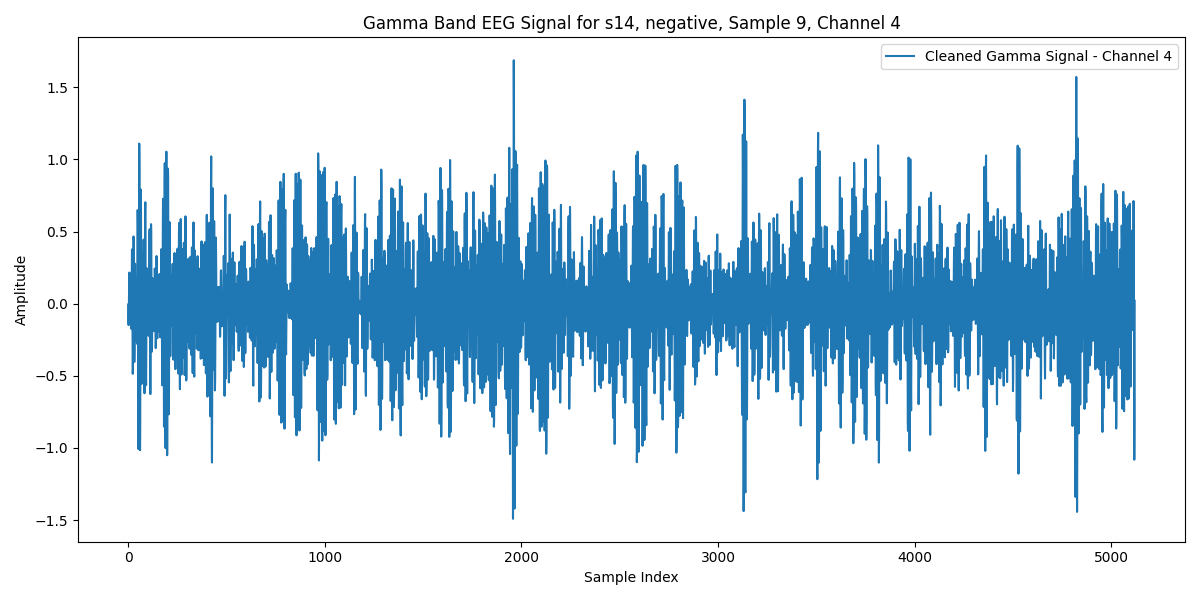 Gamma Band EEG Signal for s14, negative, Sample 9, Channel 4
Cleaned Gamma Signal - Channel 4
Amplitude
1.5
1.0
0.5
0.0
−0.5
−1.0
−1.5
0 1000 2000 3000 4000 5000
Sample Index